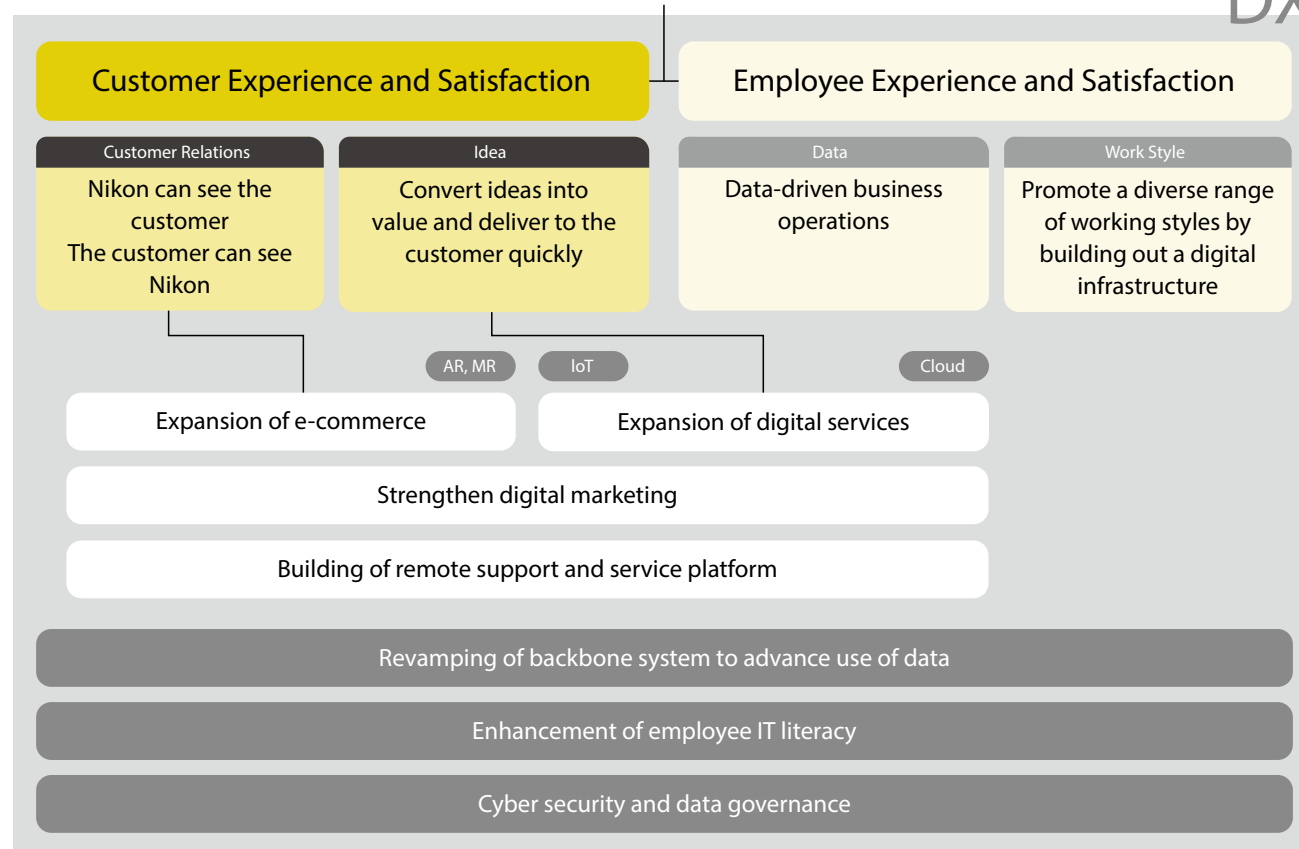 DX
Customer Experience and Satisfaction
Employee Experience and Satisfaction
Customer Relations
Nikon can see the
customer
The customer can see
Nikon
Idea
Convert ideas into
value and deliver to the
customer quickly
Data
Data-driven business
operations
Work Style
Promote a diverse range
of working styles by
building out a digital
infrastructure
AR, MR
IoT
Cloud
Expansion of e-commerce
Expansion of digital services
Strengthen digital marketing
Building of remote support and service platform
Revamping of backbone system to advance use of data
Enhancement of employee IT literacy
Cyber security and data governance